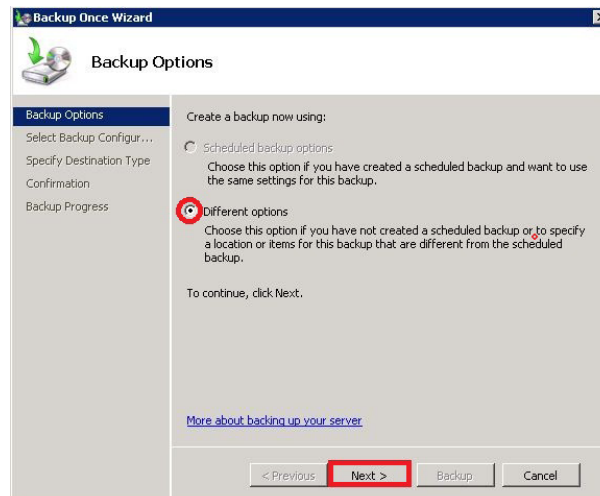 Backup Once Wizard
Backup Options
Backup Options
Select Backup Configur...
Specify Destination Type
Confirmation
Backup Progress
Create a backup now using:
Scheduled backup options
Choose this option if you have created a scheduled backup and want to use
the same settings for this backup.
Different options
Choose this option if you have not created a scheduled backup or to specify
a location or items for this backup that are different from the scheduled
backup.
To continue, click Next.
More about backing up your server
< Previous
Next >
Backup
Cancel